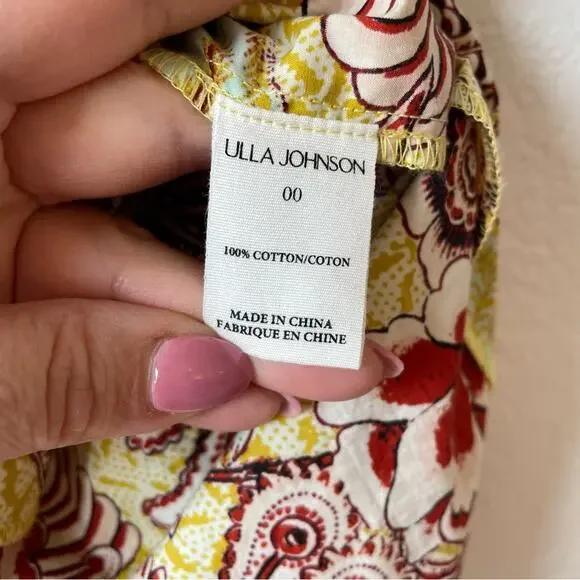 ULLA JOHNSON
00
100% COTTON/COTON
MADE IN CHINA
FABRIQUE EN CHINE